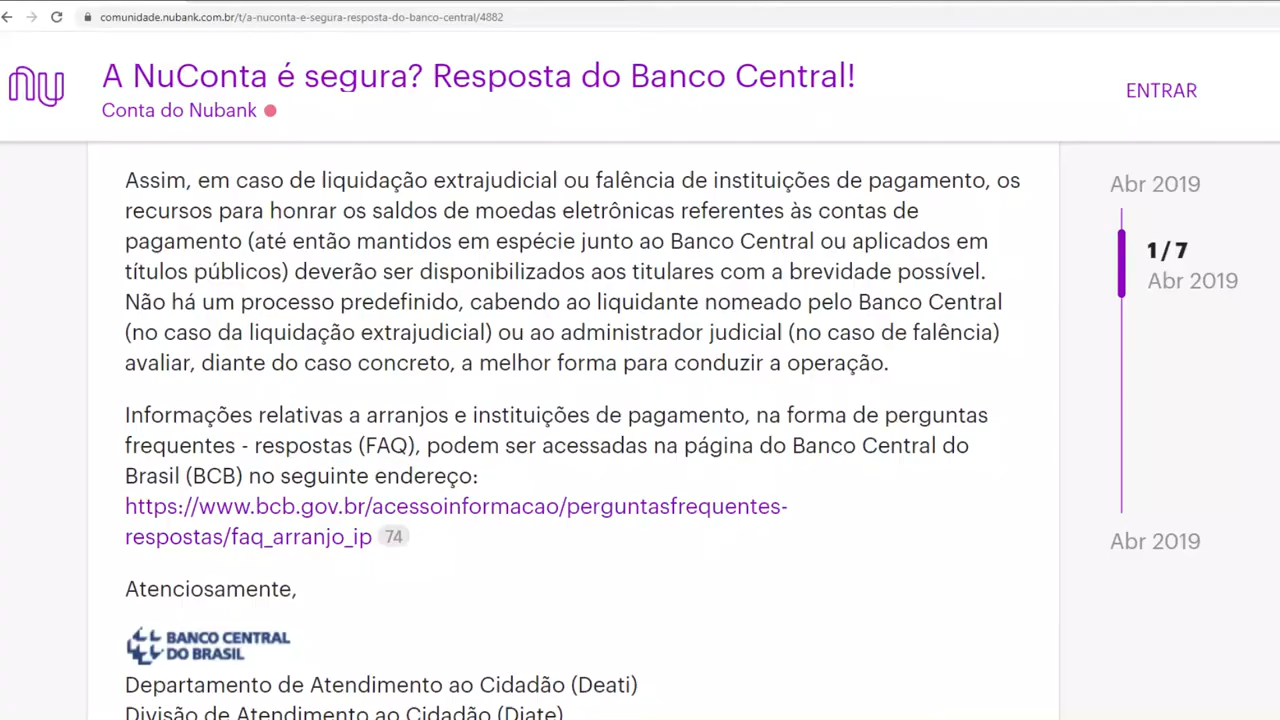 comunidade.nubank.com.br/t/a-nuconta-e-segura-resposta-do-banco-central/4882
nu
A NuConta é segura? Resposta do Banco Central!
Conta do Nubank
ENTRAR
Assim, em caso de liquidação extrajudicial ou falência de instituições de pagamento, os
recursos para honrar os saldos de moedas eletrônicas referentes às contas de
pagamento (até então mantidos em espécie junto ao Banco Central ou aplicados em
títulos públicos) deverão ser disponibilizados aos titulares com a brevidade possível.
Não há um processo predefinido, cabendo ao liquidante nomeado pelo Banco Central
(no caso da liquidação extrajudicial) ou ao administrador judicial (no caso de falência)
avaliar, diante do caso concreto, a melhor forma para conduzir a operação.
Informações relativas a arranjos e instituições de pagamento, na forma de perguntas
frequentes - respostas (FAQ), podem ser acessadas na página do Banco Central do
Brasil (BCB) no seguinte endereço:
https://www.bcb.gov.br/acessoinformacao/perguntasfrequentes-
respostas/faq_arranjo_ip 74
Atenciosamente,
BANCO CENTRAL
DO BRASIL
Departamento de Atendimento ao Cidadão (Deati)
Divisão de Atendimento ao Cidadão (Diate)
Abr 2019
1 / 7
Abr 2019
Abr 2019